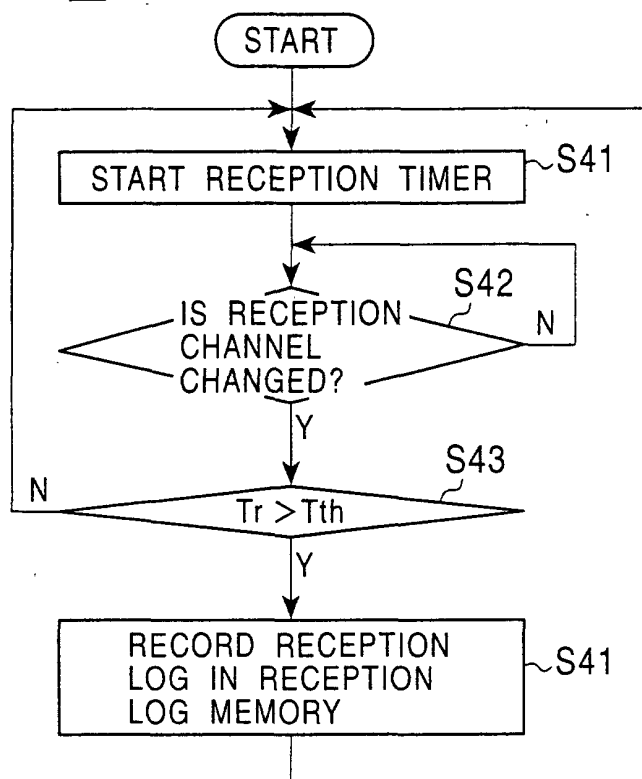 START
START RECEPTION TIMER
S41
IS RECEPTION
CHANNEL
CHANGED?
S42
N
Y
N
Tr > Tth
S43
Y
RECORD RECEPTION
LOG IN RECEPTION
LOG MEMORY
S41